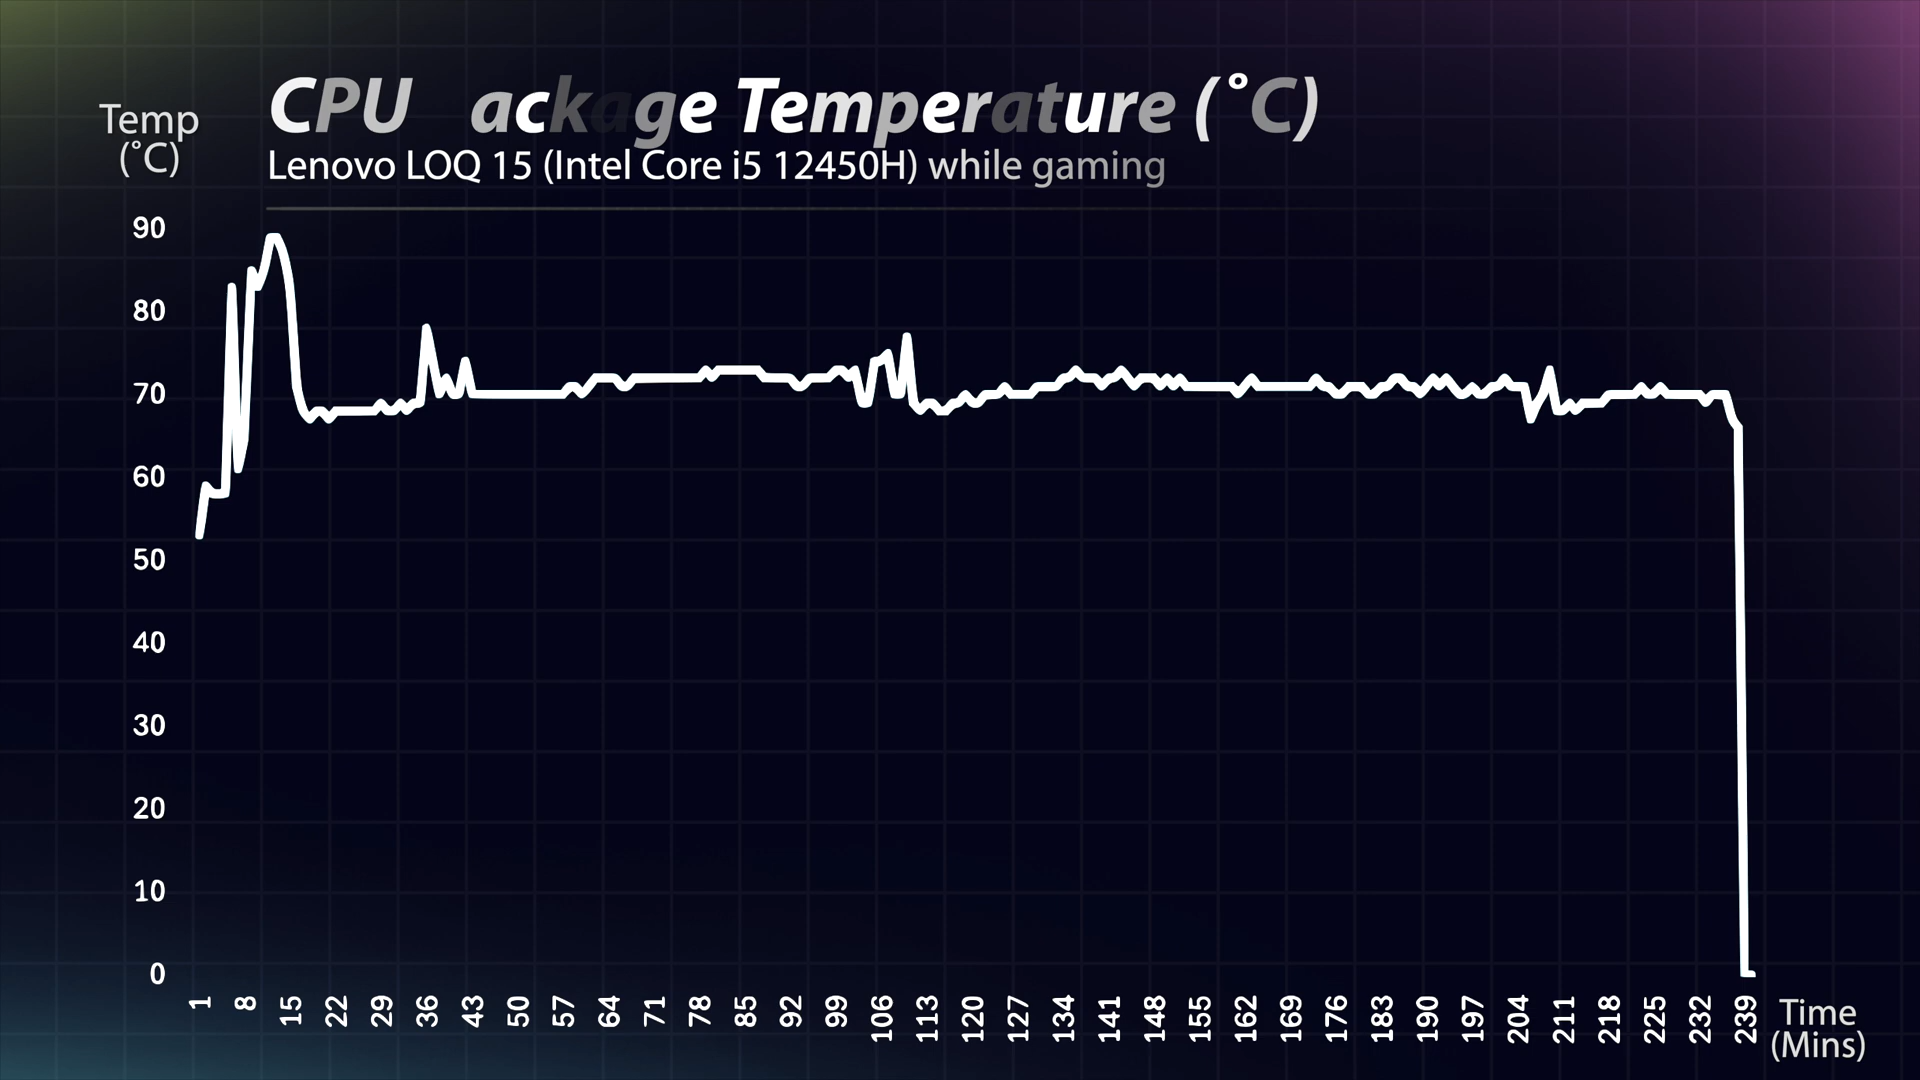 CPU ackage Temperature (°C)
Lenovo LOQ 15 (Intel Core i5 12450H) while gaming
Temp
(°C)
90
80
70
60
50
40
30
20
10
0
1 8 15 22 29 36 43 50 57 64 71 78 85 92 99 106 113 120 127 134 141 148 155 162 169 176 183 190 197 204 211 218 225 232 239
Time
(Mins)